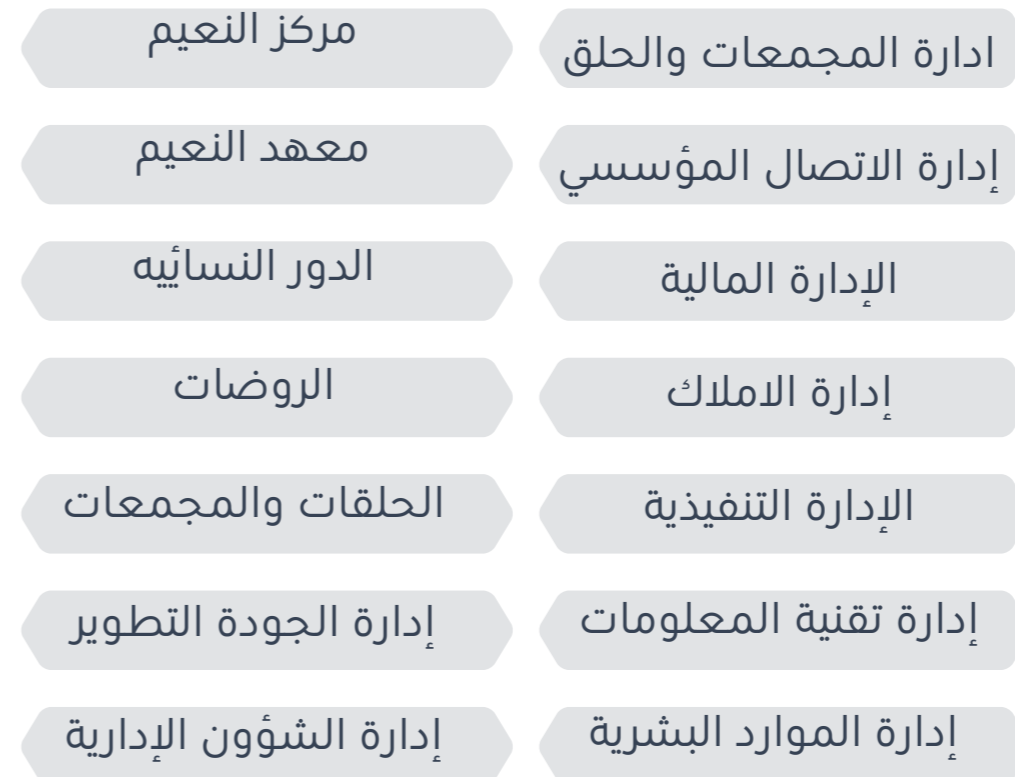 ادارة المجمعات والحلق
مركز النعيم
إدارة الاتصال المؤسسي
معهد النعيم
الإدارة المالية
الدور النسائييه
إدارة الاملاك
الروضات
الإدارة التنفيذية
الحلقات والمجمعات
إدارة تقنية المعلومات
إدارة الجودة التطوير
إدارة الموارد البشرية
إدارة الشؤون الإدارية